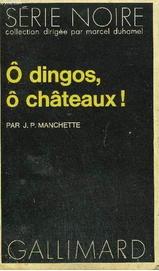 SÉRIE NOIRE
collection dirigée par marcel duhamel
Ô dingos,
ô châteaux !
PAR J. P. MANCHETTE
GALLIMARD